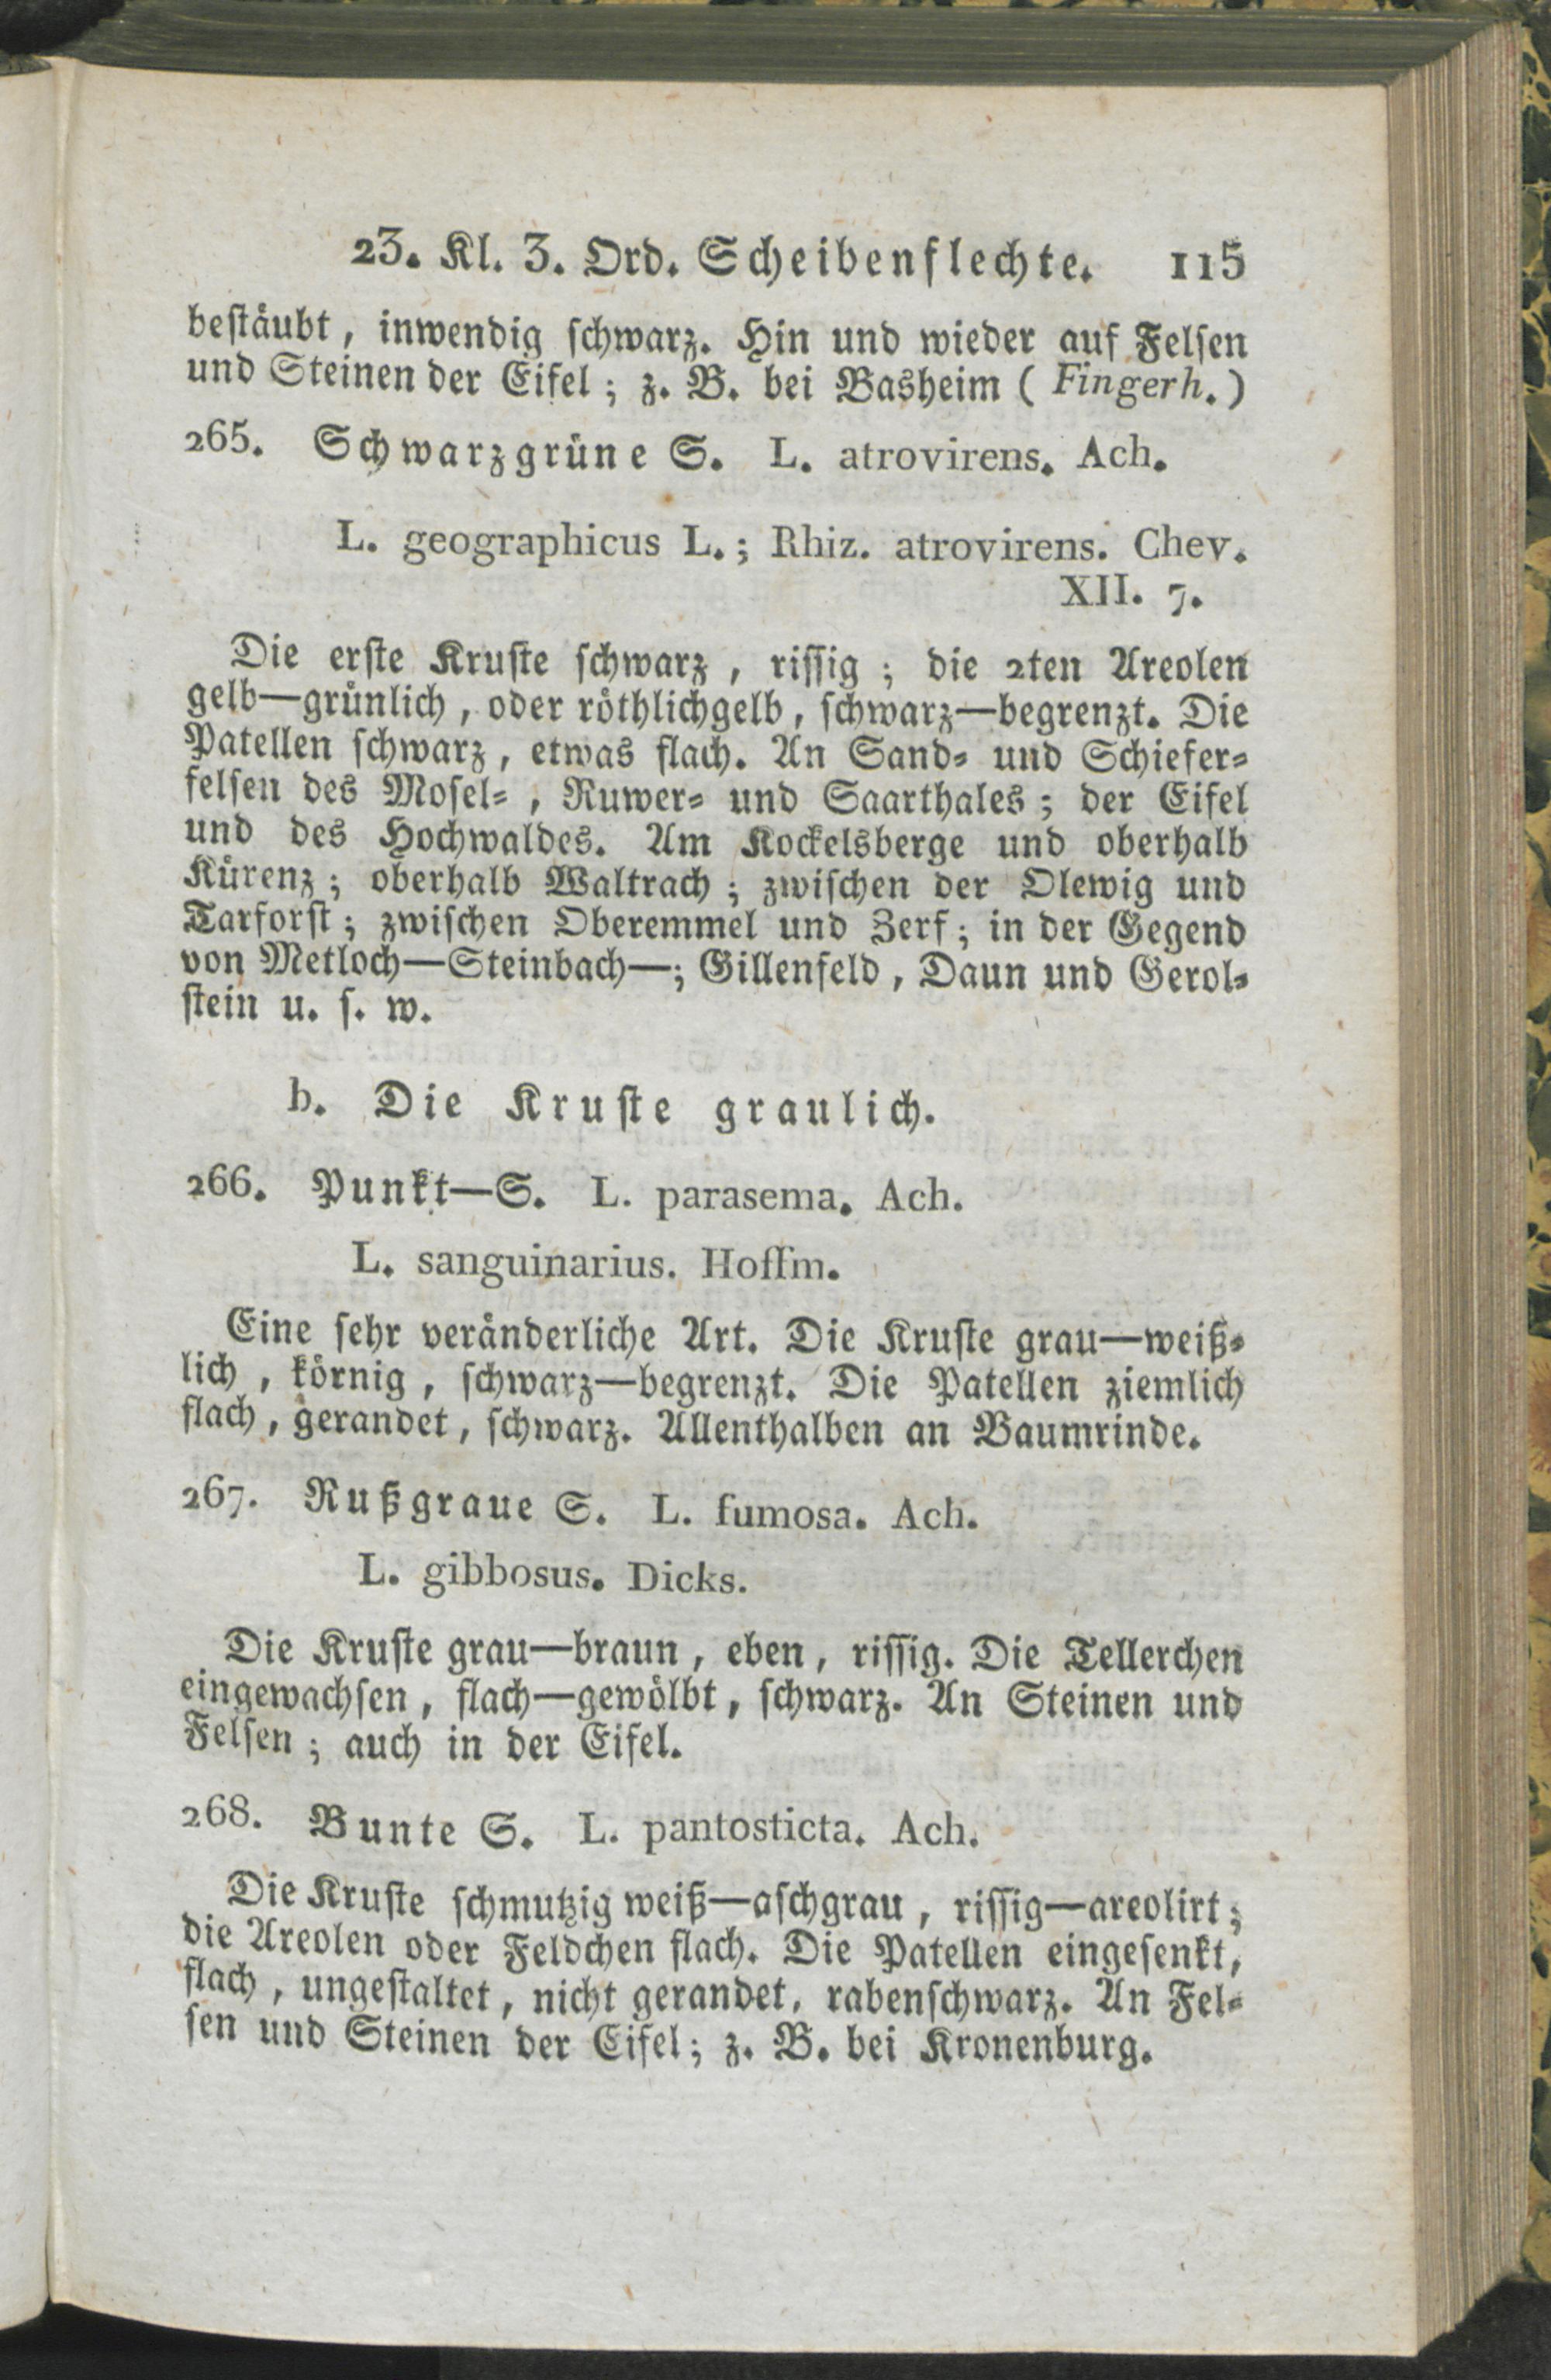 23. Kl. 3. Ord. Scheibenflechte. 115
bestäubt, inwendig schwarz. Hin und wieder auf Felsen
und Steinen der Eifel; z. B. bei Basheim (Fingerh.)
265. Schwarzgrüne S. L. atrovirens. Ach.
L. geographicus L.; Rhiz. atrovirens. Chev.
XII. 7.
Die erste Kruste schwarz, rissig; die 2ten Areolen
gelb—grünlich, oder röthlichgelb, schwarz—begrenzt. Die
Patellen schwarz, etwas flach. An Sand- und Schiefer-
felsen des Mosel-, Ruwer- und Saarthales; der Eifel
und des Hochwaldes. Am Kockelsberge und oberhalb
Kürenz; oberhalb Waltrach; zwischen der Olewig und
Tarforst; zwischen Oberemmel und Zerf; in der Gegend
von Metloch—Steinbach—; Gillenfeld, Daun und Gerol-
stein u. s. w.
b. Die Kruste graulich.
266. Punkt—S. L. parasema. Ach.
L. sanguinarius. Hoffm.
Eine sehr veränderliche Art. Die Kruste grau—weiß-
lich, körnig, schwarz—begrenzt. Die Patellen ziemlich
flach, gerandet, schwarz. Allenthalben an Baumrinde.
267. Rußgraue S. L. fumosa. Ach.
L. gibbosus. Dicks.
Die Kruste grau—braun, eben, rissig. Die Tellerchen
eingewachsen, flach—gewölbt, schwarz. An Steinen und
Felsen; auch in der Eifel.
268. Bunte S. L. pantosticta. Ach.
Die Kruste schmutzig weiß—aschgrau, rissig—areolirt;
die Areolen oder Feldchen flach. Die Patellen eingesenkt,
flach, ungestaltet, nicht gerandet, rabenschwarz. An Fel-
sen und Steinen der Eifel; z. B. bei Kronenburg.